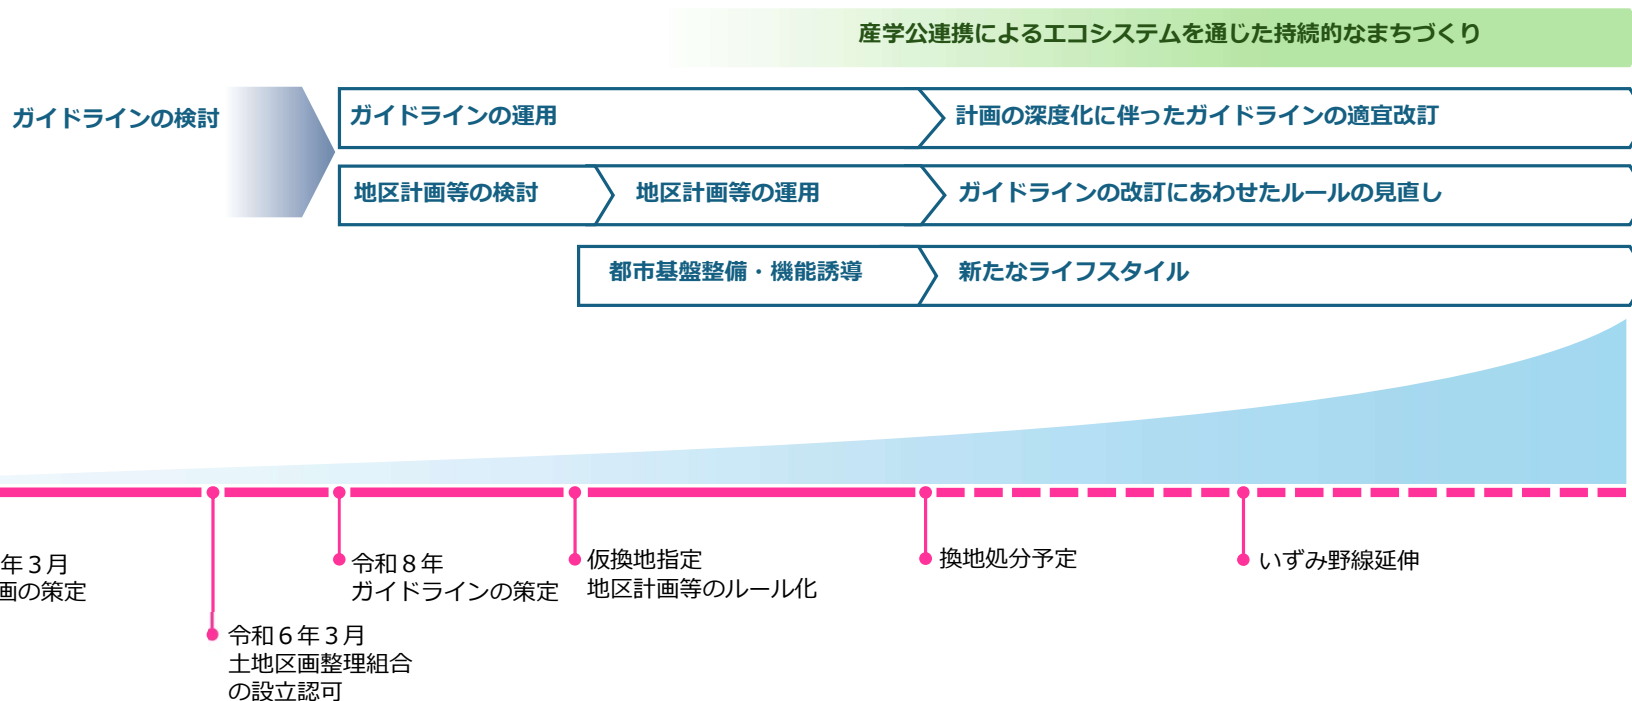 産学公連携によるエコシステムを通じた持続的なまちづくり
ガイドラインの検討
ガイドラインの運用
計画の深度化に伴ったガイドラインの適宜改訂
地区計画等の検討
地区計画等の運用
ガイドラインの改訂にあわせたルールの見直し
都市基盤整備・機能誘導
新たなライフスタイル
年３月
画の策定
令和６年３月
土地区画整理組合
の設立認可
令和８年
ガイドラインの策定
仮換地指定
地区計画等のルール化
換地処分予定
いずみ野線延伸